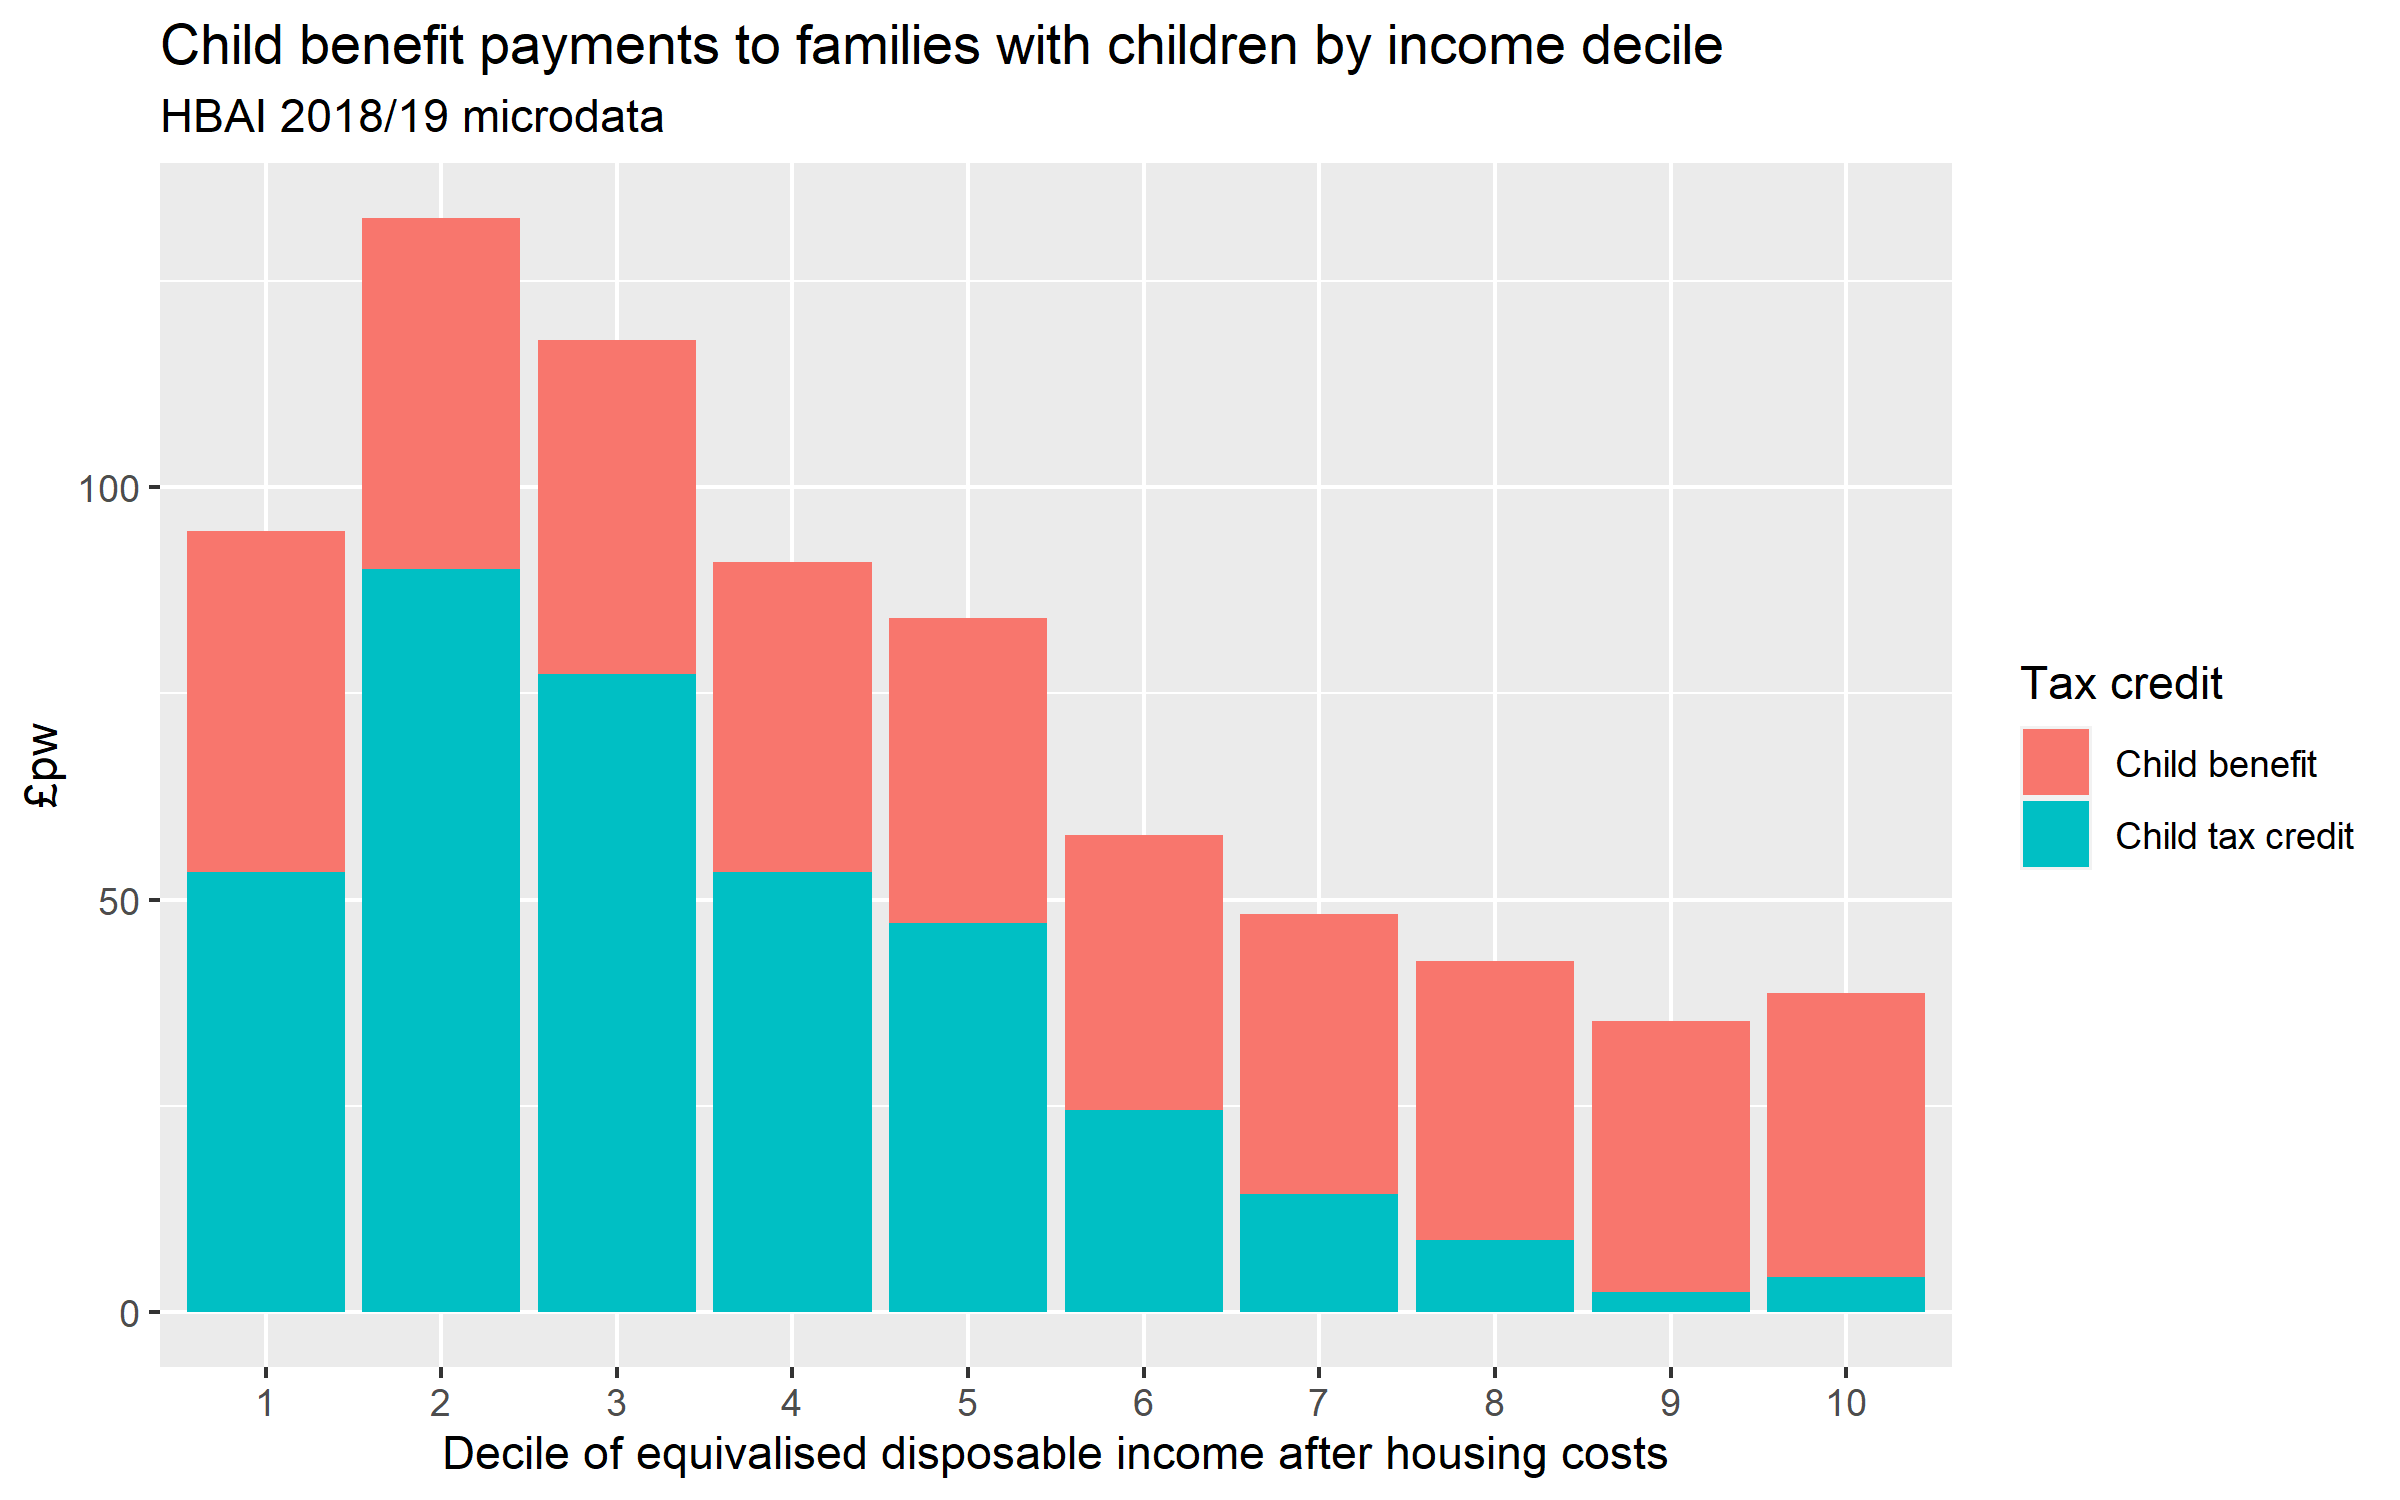 Child benefit payments to families with children by income decile
HBAI 2018/19 microdata
100
50
0
£pw
1 2 3 4 5 6 7 8 9 10
Decile of equivalised disposable income after housing costs
Tax credit
Child benefit
Child tax credit